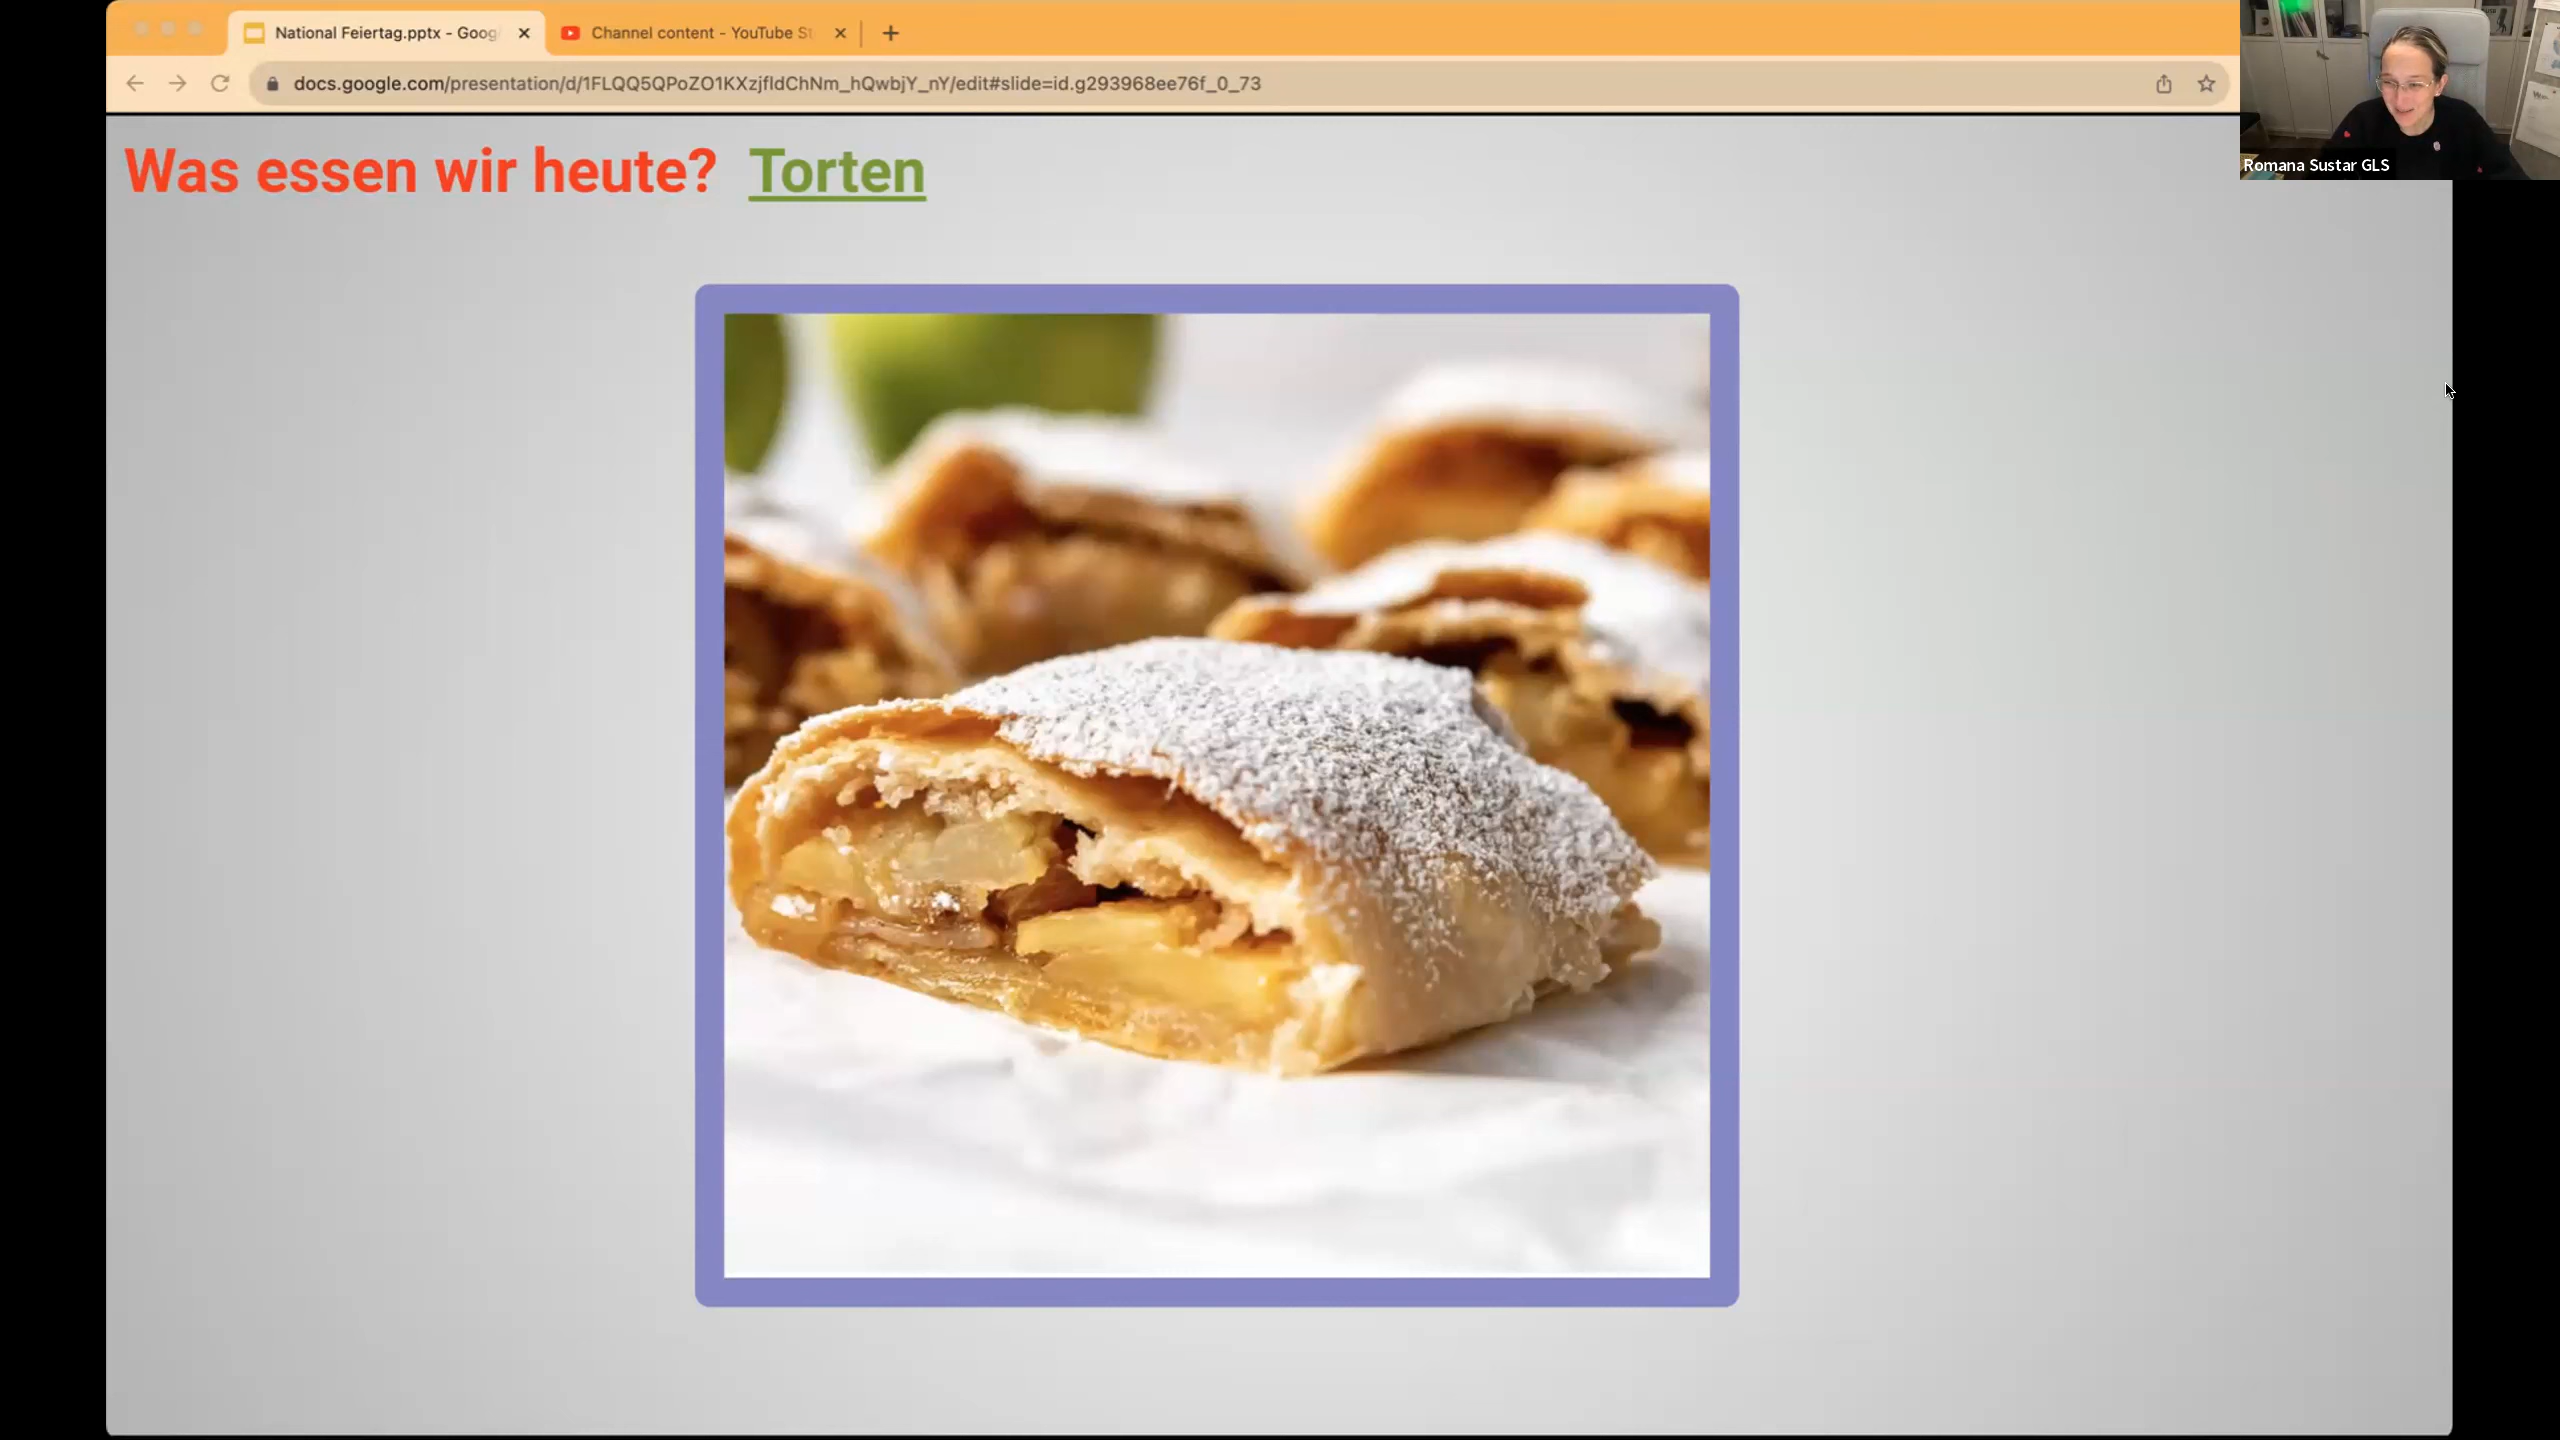 National Feiertag.pptx - Goog
Channel content - YouTube St
docs.google.com/presentation/d/1FLQQ5QPoZO1KXzjfIdChNm_hQwbjY_nY/edit#slide=id.g293968ee76f_0_73
Romana Sustar GLS
Was essen wir heute? Torten